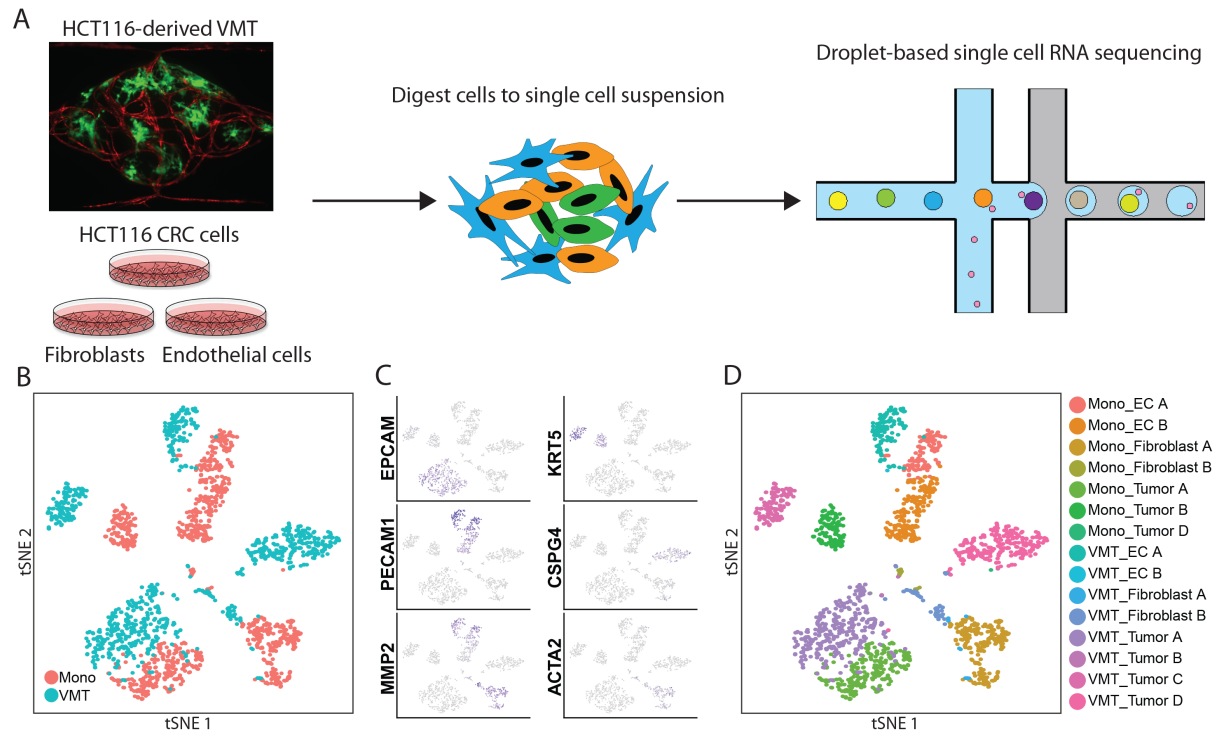 A
HCT116-derived VMT
Digest cells to single cell suspension
Droplet-based single cell RNA sequencing
HCT116 CRC cells
Fibroblasts
Endothelial cells
B
tSNE 2
tSNE 1
Mono
VMT
C
EPCAM
KRT5
PECAM1
CSPG4
MMP2
ACTA2
D
tSNE 2
tSNE 1
Mono_EC A
Mono_EC B
Mono_Fibroblast A
Mono_Fibroblast B
Mono_Tumor A
Mono_Tumor B
Mono_Tumor D
VMT_EC A
VMT_EC B
VMT_Fibroblast A
VMT_Fibroblast B
VMT_Tumor A
VMT_Tumor B
VMT_Tumor C
VMT_Tumor D